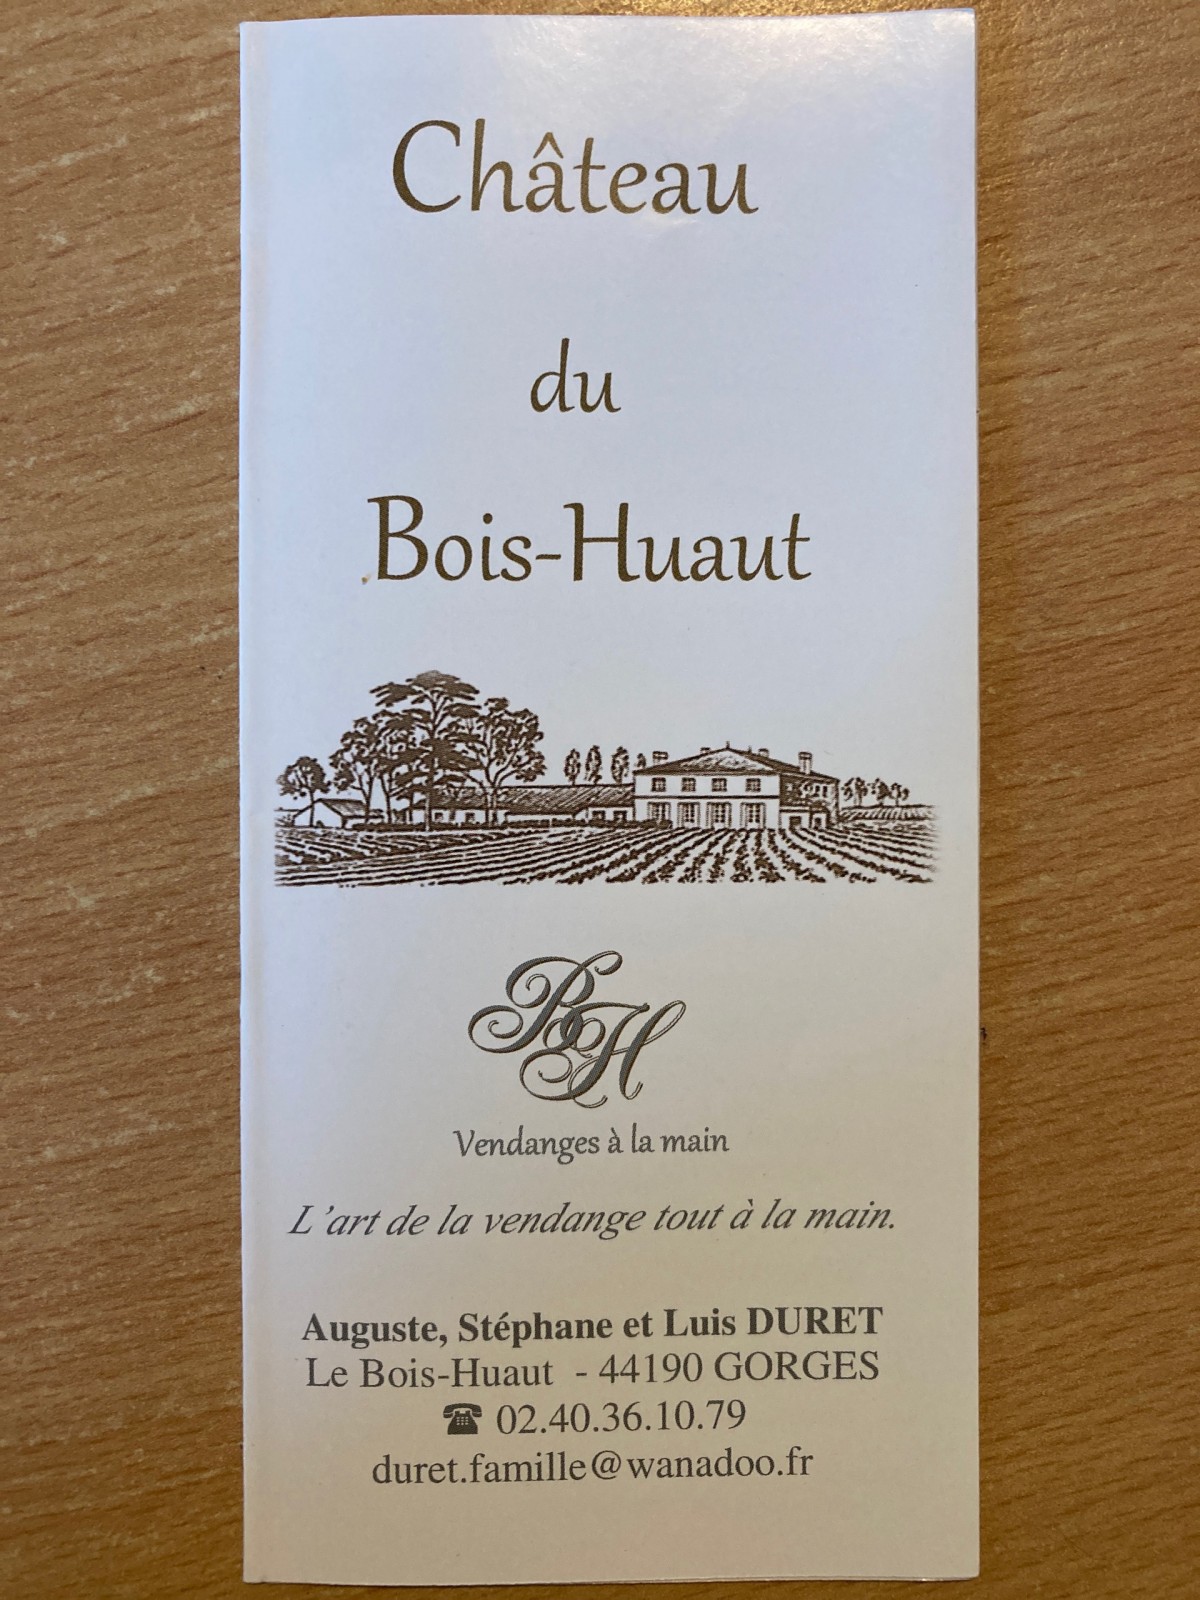 Château
du
Bois-Huaut
BH
Vendanges à la main
L'art de la vendange tout à la main.
Auguste, Stéphane et Luis DURET
Le Bois-Huaut - 44190 GORGES
☎ 02.40.36.10.79
duret.famille@wanadoo.fr